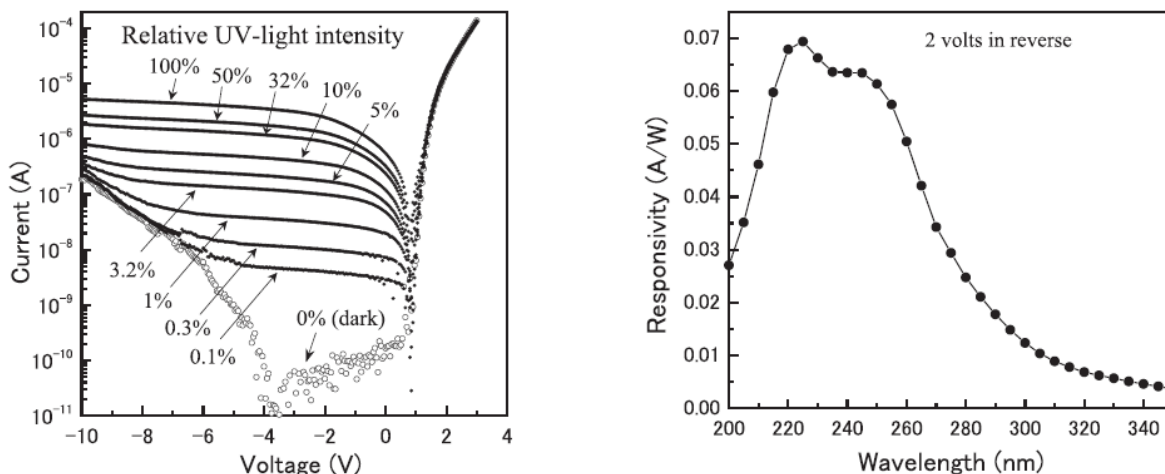 Relative UV-light intensity
100%
50%
32%
10%
5%
3.2%
1%
0.3%
0.1%
0% (dark)
10⁻⁴
10⁻⁵
10⁻⁶
10⁻⁷
10⁻⁸
10⁻⁹
10⁻¹⁰
10⁻¹¹
Current (A)
−10 −8 −6 −4 −2 0 2 4
Voltage (V)
2 volts in reverse
0.07
0.06
0.05
0.04
0.03
0.02
0.01
0.00
Responsivity (A/W)
200 220 240 260 280 300 320 340
Wavelength (nm)